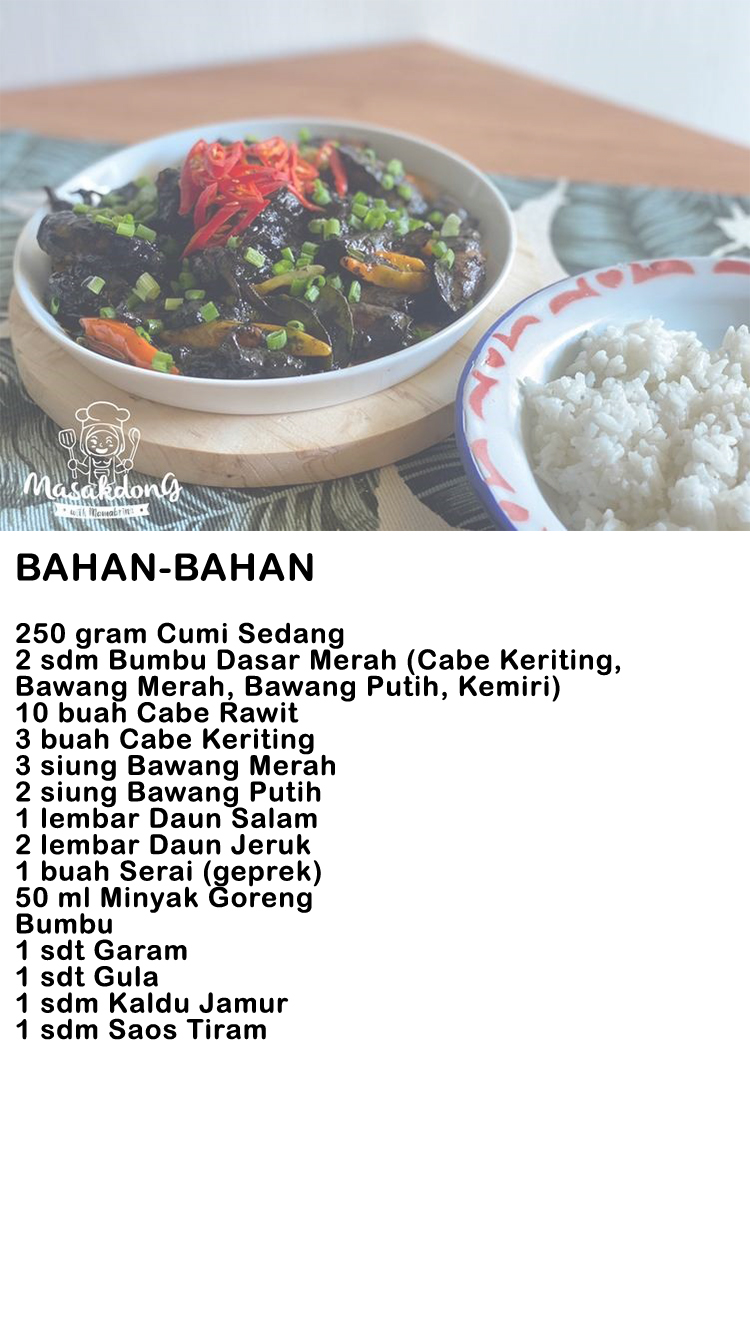 MasakdonG
BAHAN-BAHAN
250 gram Cumi Sedang
2 sdm Bumbu Dasar Merah (Cabe Keriting,
Bawang Merah, Bawang Putih, Kemiri)
10 buah Cabe Rawit
3 buah Cabe Keriting
3 siung Bawang Merah
2 siung Bawang Putih
1 lembar Daun Salam
2 lembar Daun Jeruk
1 buah Serai (geprek)
50 ml Minyak Goreng
Bumbu
1 sdt Garam
1 sdt Gula
1 sdm Kaldu Jamur
1 sdm Saos Tiram